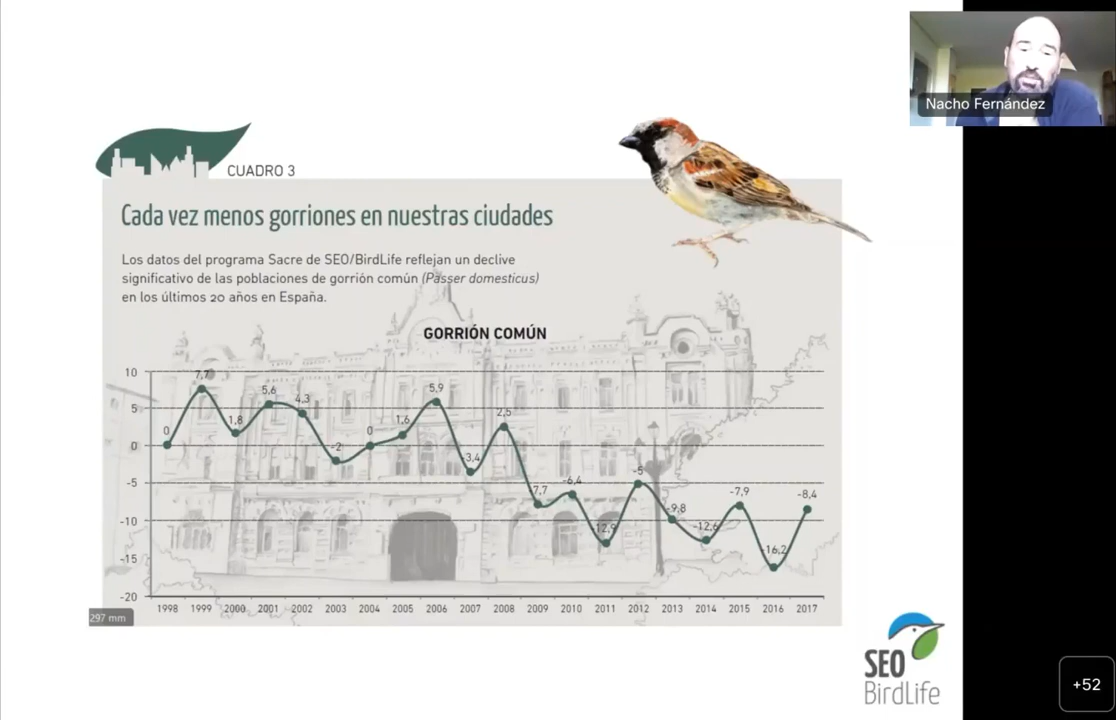 Nacho Fernández
CUADRO 3
Cada vez menos gorriones en nuestras ciudades
Los datos del programa Sacre de SEO/BirdLife reflejan un declive
significativo de las poblaciones de gorrión común (Passer domesticus)
en los últimos 20 años en España.
GORRIÓN COMÚN
10
5
0
-5
-10
-15
-20
0
7,7
1,8
5,6
4,3
-2
0
1,6
5,9
-3,4
2,5
7,7
-6,4
-12,9
-5
-9,8
-12,6
-7,9
-16,2
-8,4
1998 1999 2000 2001 2002 2003 2004 2005 2006 2007 2008 2009 2010 2011 2012 2013 2014 2015 2016 2017
297 mm
SEO
BirdLife
+52